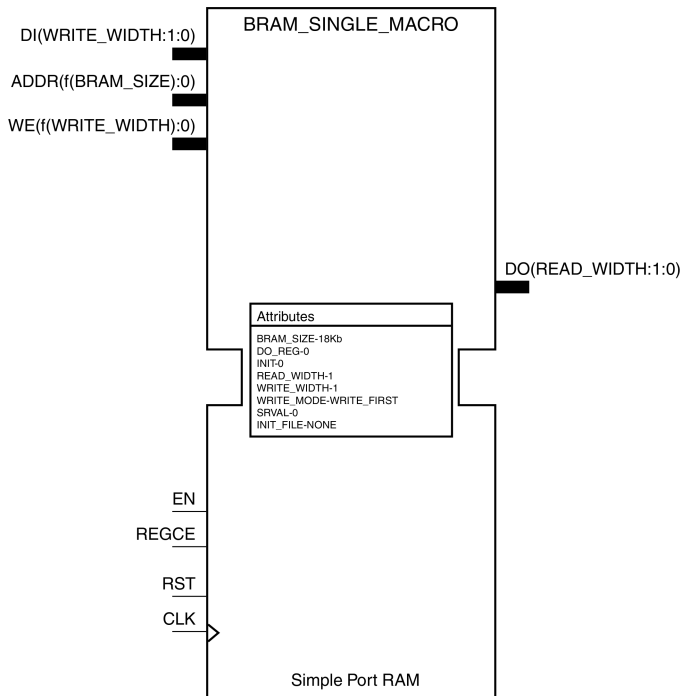 BRAM_SINGLE_MACRO
DI(WRITE_WIDTH:1:0)
ADDR(f(BRAM_SIZE):0)
WE(f(WRITE_WIDTH):0)
DO(READ_WIDTH:1:0)
Attributes
BRAM_SIZE-18Kb
DO_REG-0
INIT-0
READ_WIDTH-1
WRITE_WIDTH-1
WRITE_MODE-WRITE_FIRST
SRVAL-0
INIT_FILE-NONE
EN
REGCE
RST
CLK
Simple Port RAM